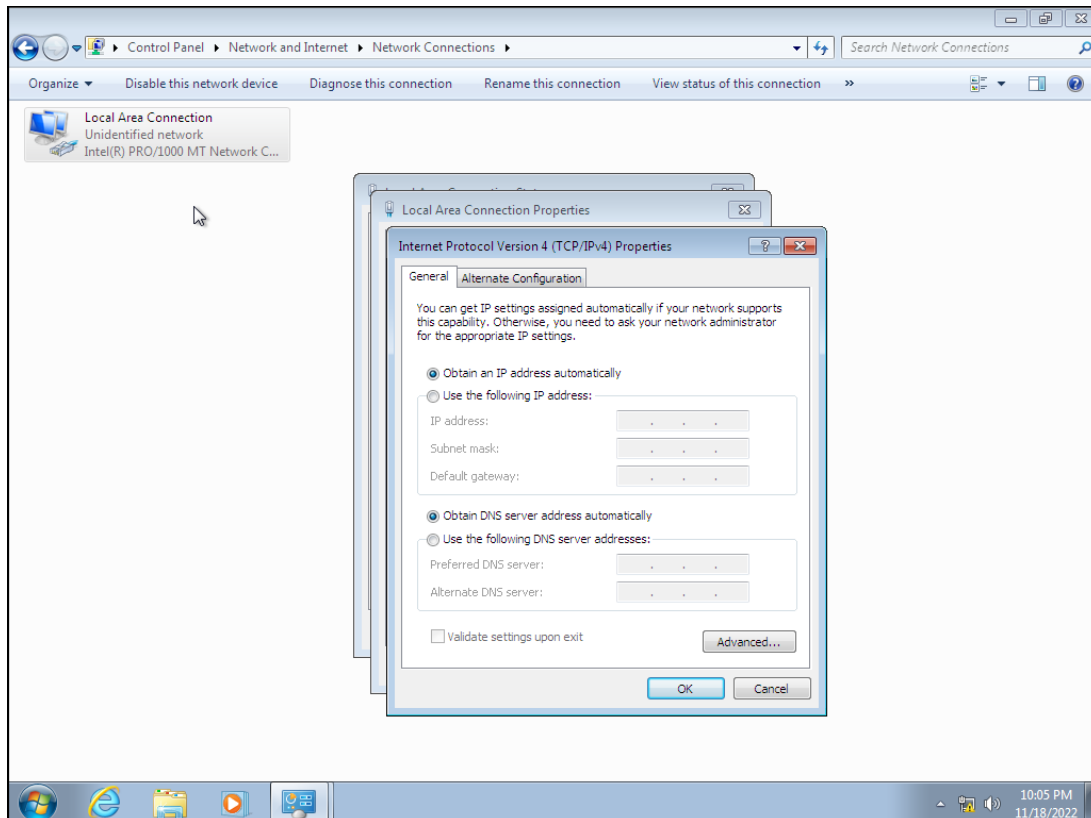 Control Panel Network and Internet Network Connections
Search Network Connections
Organize Disable this network device Diagnose this connection Rename this connection View status of this connection »
Local Area Connection
Unidentified network
Intel(R) PRO/1000 MT Network C...
Local Area Connection Properties
Internet Protocol Version 4 (TCP/IPv4) Properties
General Alternate Configuration
You can get IP settings assigned automatically if your network supports
this capability. Otherwise, you need to ask your network administrator
for the appropriate IP settings.
Obtain an IP address automatically
Use the following IP address:
IP address: . . .
Subnet mask: . . .
Default gateway: . . .
Obtain DNS server address automatically
Use the following DNS server addresses:
Preferred DNS server: . . .
Alternate DNS server: . . .
Validate settings upon exit
Advanced...
OK Cancel
10:05 PM
11/18/2022